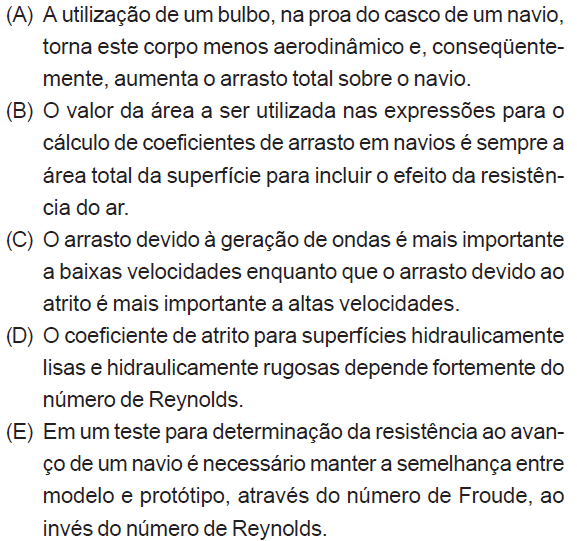 (A) A utilização de um bulbo, na proa do casco de um navio,
torna este corpo menos aerodinâmico e, conseqüente-
mente, aumenta o arrasto total sobre o navio.
(B) O valor da área a ser utilizada nas expressões para o
cálculo de coeficientes de arrasto em navios é sempre a
área total da superfície para incluir o efeito da resistên-
cia do ar.
(C) O arrasto devido à geração de ondas é mais importante
a baixas velocidades enquanto que o arrasto devido ao
atrito é mais importante a altas velocidades.
(D) O coeficiente de atrito para superfícies hidraulicamente
lisas e hidraulicamente rugosas depende fortemente do
número de Reynolds.
(E) Em um teste para determinação da resistência ao avan-
ço de um navio é necessário manter a semelhança entre
modelo e protótipo, através do número de Froude, ao
invés do número de Reynolds.